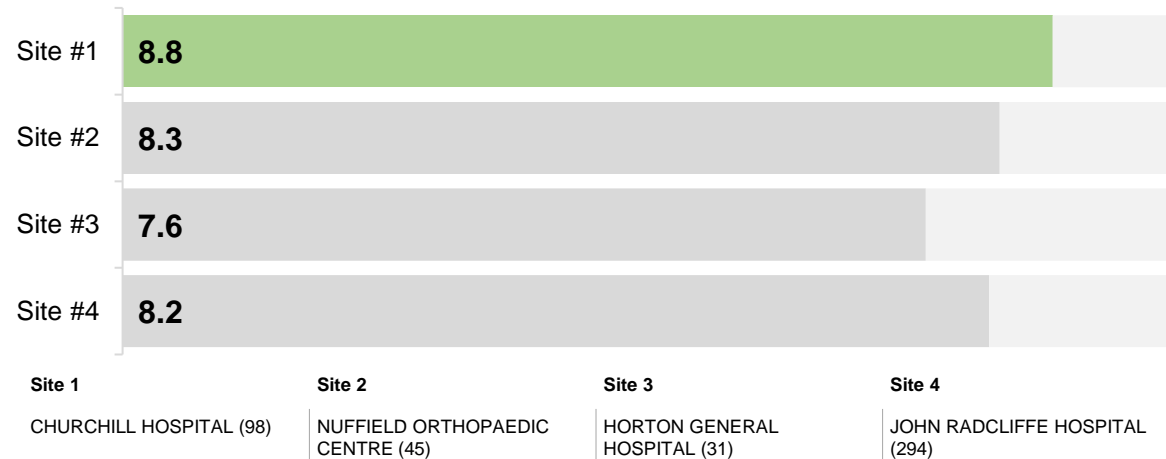 Site #1
8.8
Site #2
8.3
Site #3
7.6
Site #4
8.2
Site 1
CHURCHILL HOSPITAL (98)
Site 2
NUFFIELD ORTHOPAEDIC
CENTRE (45)
Site 3
HORTON GENERAL
HOSPITAL (31)
Site 4
JOHN RADCLIFFE HOSPITAL
(294)